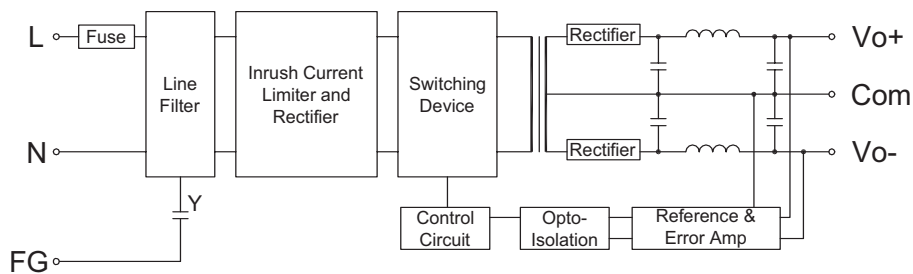 L
Fuse
Line
Filter
Inrush Current
Limiter and
Rectifier
Switching
Device
Rectifier
Vo+
Com
N
Rectifier
Vo-
Y
Control
Circuit
Opto-
Isolation
Reference &
Error Amp
FG